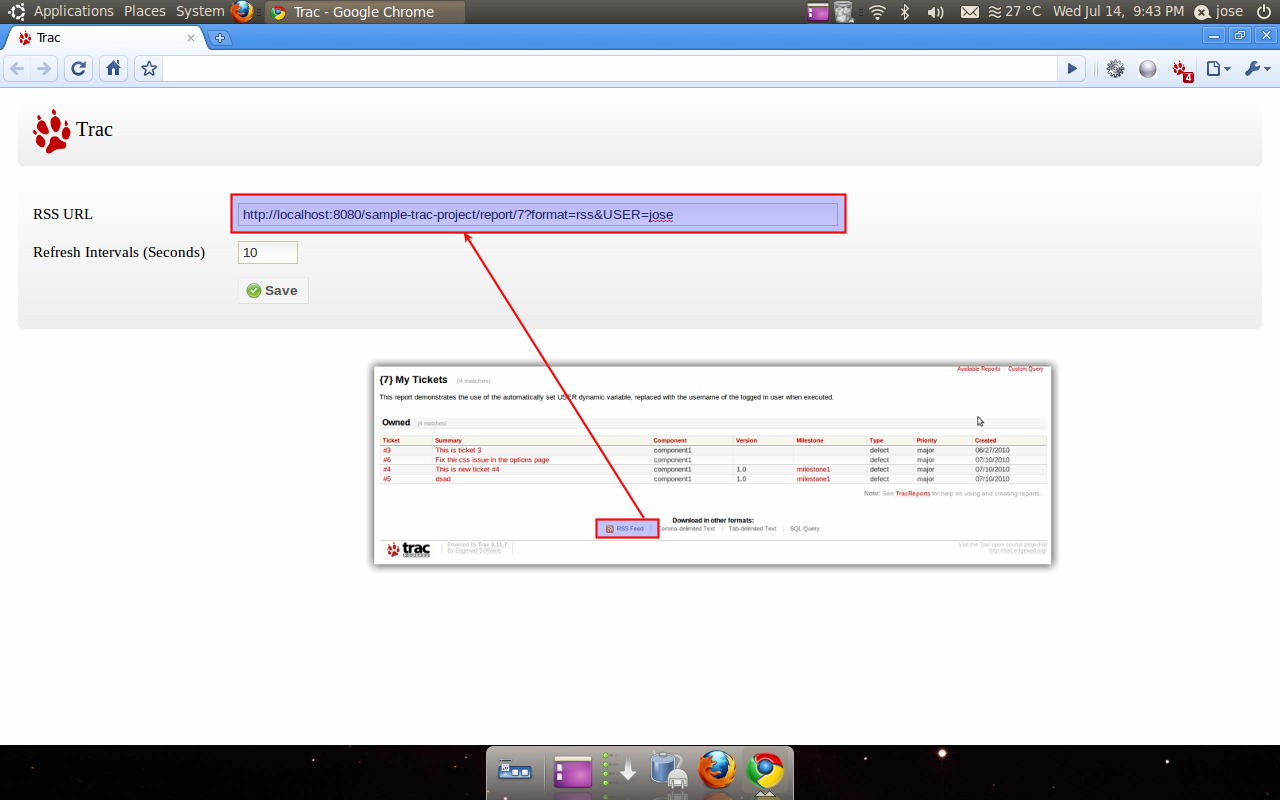 Applications Places System Trac - Google Chrome 27 °C Wed Jul 14, 9:43 PM jose
Trac
4
Trac
RSS URL http://localhost:8080/sample-trac-project/report/7?format=rss&USER=jose
Refresh Intervals (Seconds) 10
Save
Available Reports Custom Query
{7} My Tickets (4 matches)
This report demonstrates the use of the automatically set USER dynamic variable, replaced with the username of the logged in user when executed.
Owned (4 matches)
Ticket Summary Component Version Milestone Type Priority Created
#3 This is ticket 3 component1 defect major 06/27/2010
#6 Fix the css issue in the options page component1 defect major 07/10/2010
#4 This is new ticket #4 component1 1.0 milestone1 defect major 07/10/2010
#5 dsad component1 1.0 milestone1 defect major 07/10/2010
Note: See TracReports for help on using and creating reports.
Download in other formats:
RSS Feed Comma-delimited Text Tab-delimited Text SQL Query
trac Powered by Trac 0.11.7 Visit the Trac open source project at
By Edgewall Software. http://trac.edgewall.org/